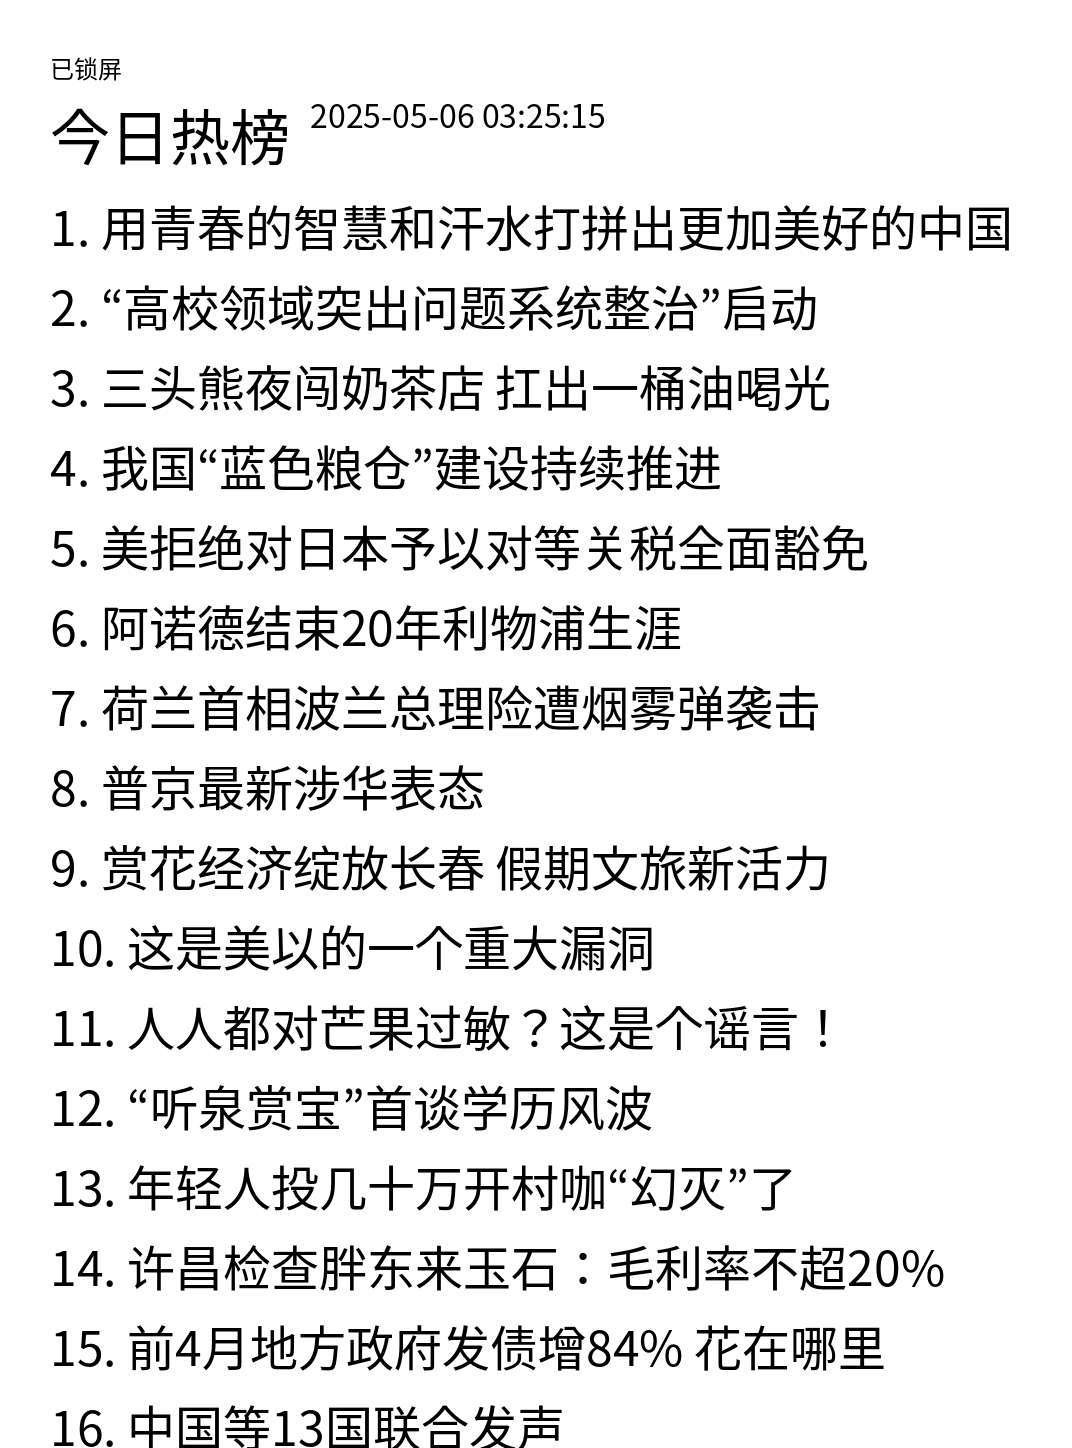 已锁屏
今日热榜 2025-05-06 03:25:15
1. 用青春的智慧和汗水打拼出更加美好的中国
2. “高校领域突出问题系统整治”启动
3. 三头熊夜闯奶茶店 扛出一桶油喝光
4. 我国“蓝色粮仓”建设持续推进
5. 美拒绝对日本予以对等关税全面豁免
6. 阿诺德结束20年利物浦生涯
7. 荷兰首相波兰总理险遭烟雾弹袭击
8. 普京最新涉华表态
9. 赏花经济绽放长春 假期文旅新活力
10. 这是美以的一个重大漏洞
11. 人人都对芒果过敏？这是个谣言！
12. “听泉赏宝”首谈学历风波
13. 年轻人投几十万开村咖“幻灭”了
14. 许昌检查胖东来玉石：毛利率不超20%
15. 前4月地方政府发债增84% 花在哪里
16. 中国等13国联合发声